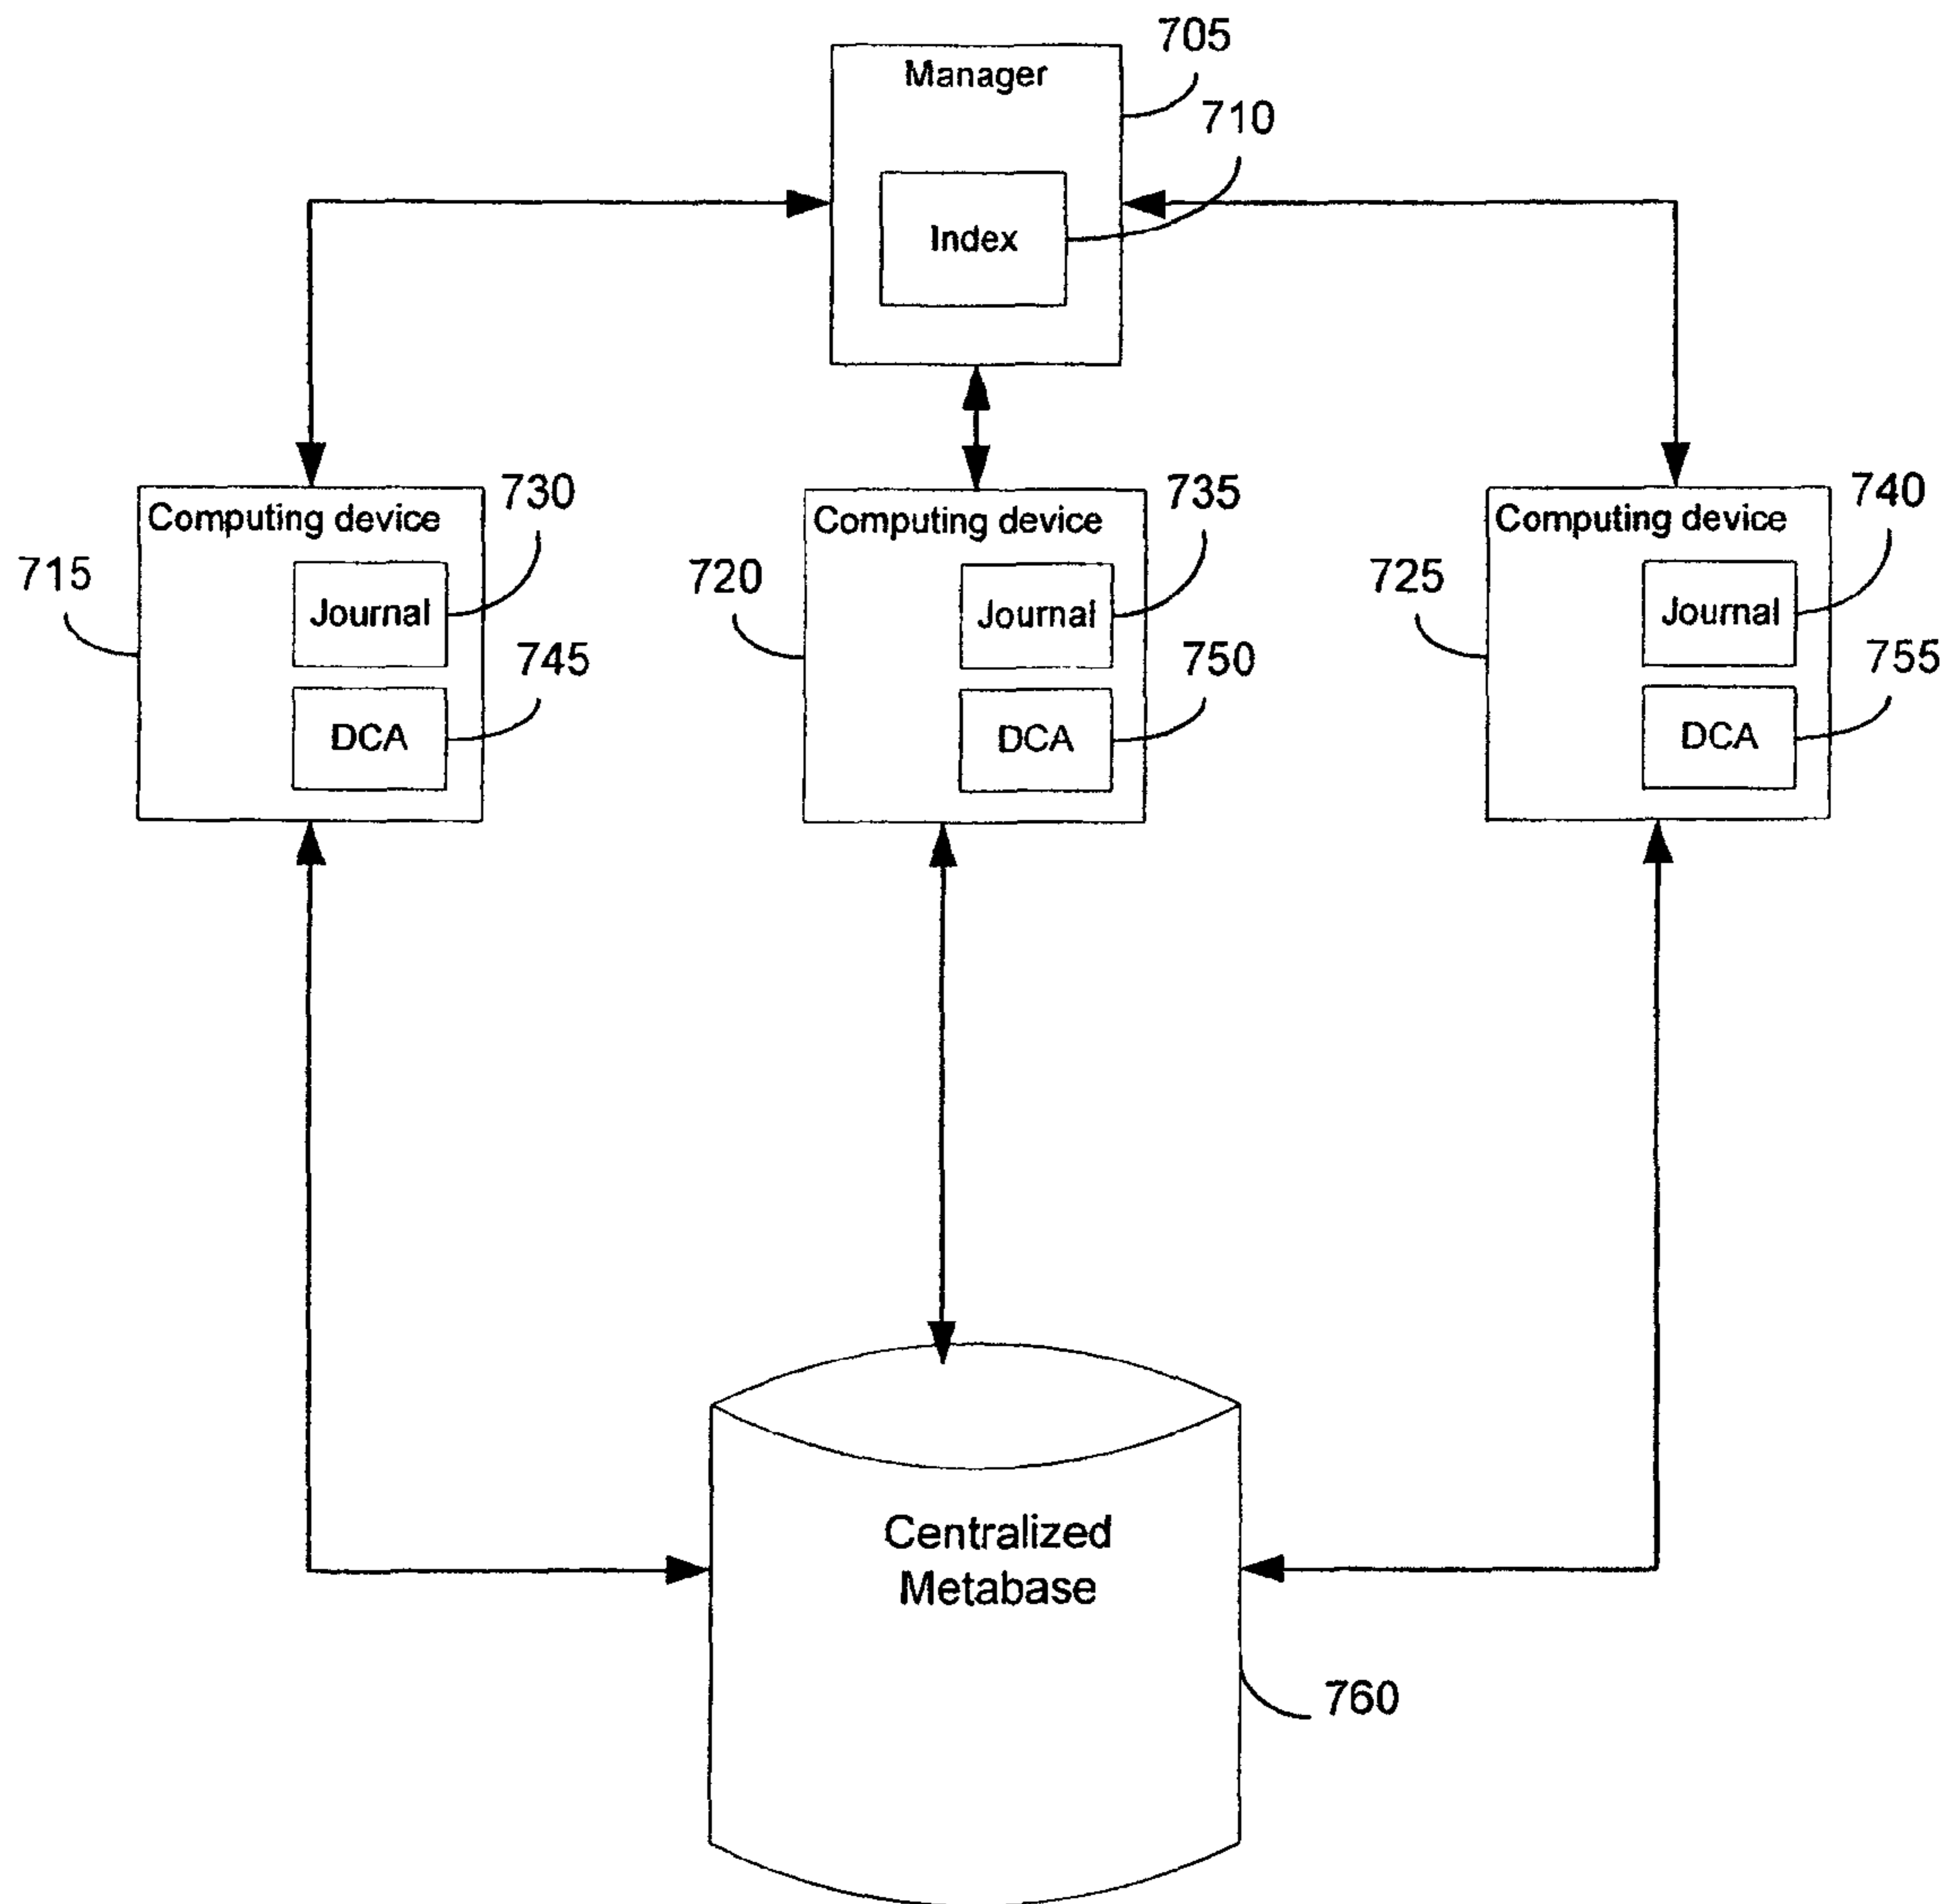 705
Manager
710
Index
Computing device
730
715
Journal
745
DCA
Computing device
735
720
Journal
750
DCA
Computing device
740
725
Journal
755
DCA
Centralized
Metabase
760